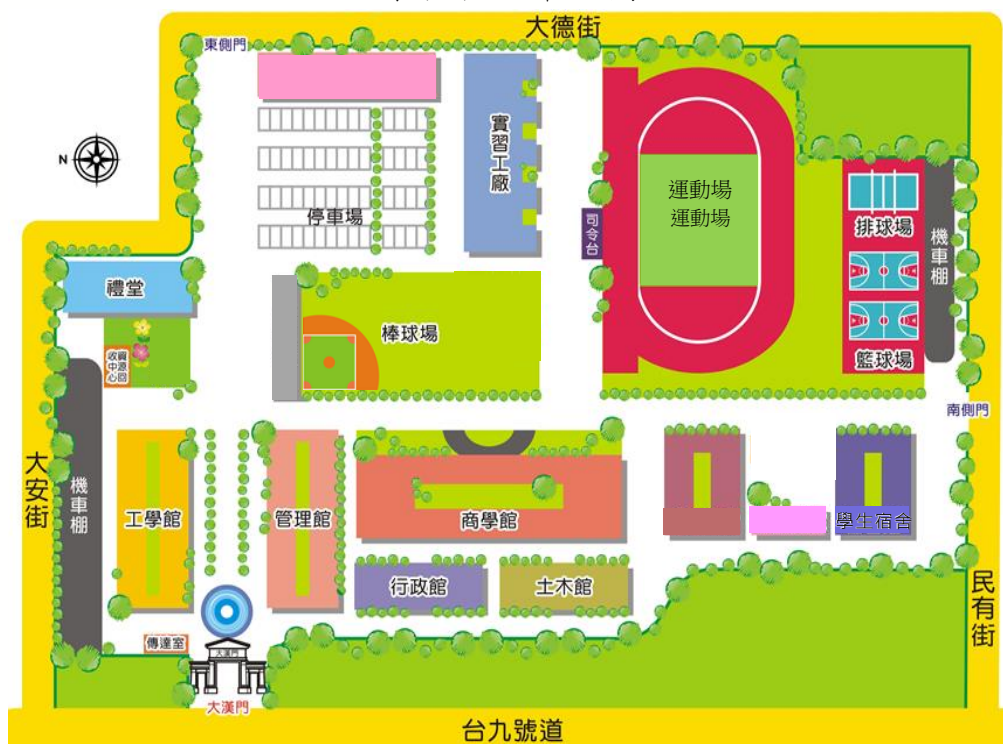 大德街
東側門
N
實習工廠
停車場
司令台
運動場
運動場
排球場
機車棚
籃球場
禮堂
資源回
收中心
棒球場
南側門
大安街
機車棚
工學館
管理館
商學館
學生宿舍
行政館
土木館
民有街
傳達室
大漢門
大漢門
台九號道